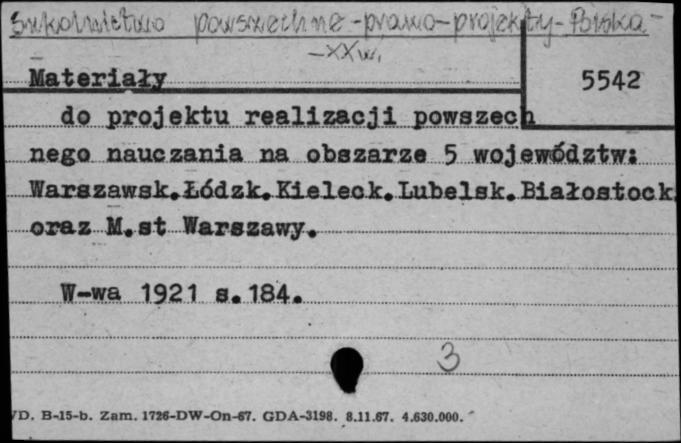 Szkolnictwo powszechne - prawo - projekty - Polska -
- XX w.
Materiały
5542
do projektu realizacji powszech
nego nauczania na obszarze 5 województw:
Warszawsk.Łódzk.Kieleck.Lubelsk.Białostock
oraz M.st Warszawy.
W-wa 1921 s.184.
3
D. B-15-b. Zam. 1726-DW-On-67. GDA-3198. 8.11.67. 4.630.000.